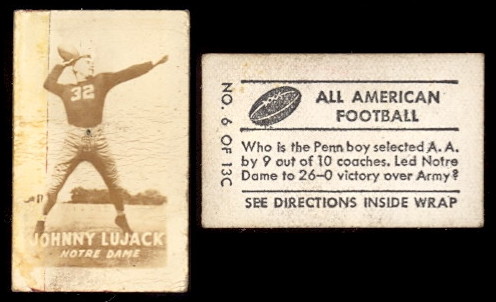 32
JOHNNY LUJACK
NOTRE DAME
NO. 6 OF 13C
ALL AMERICAN
FOOTBALL
Who is the Penn boy selected A. A.
by 9 out of 10 coaches. Led Notre
Dame to 26-0 victory over Army?
SEE DIRECTIONS INSIDE WRAP